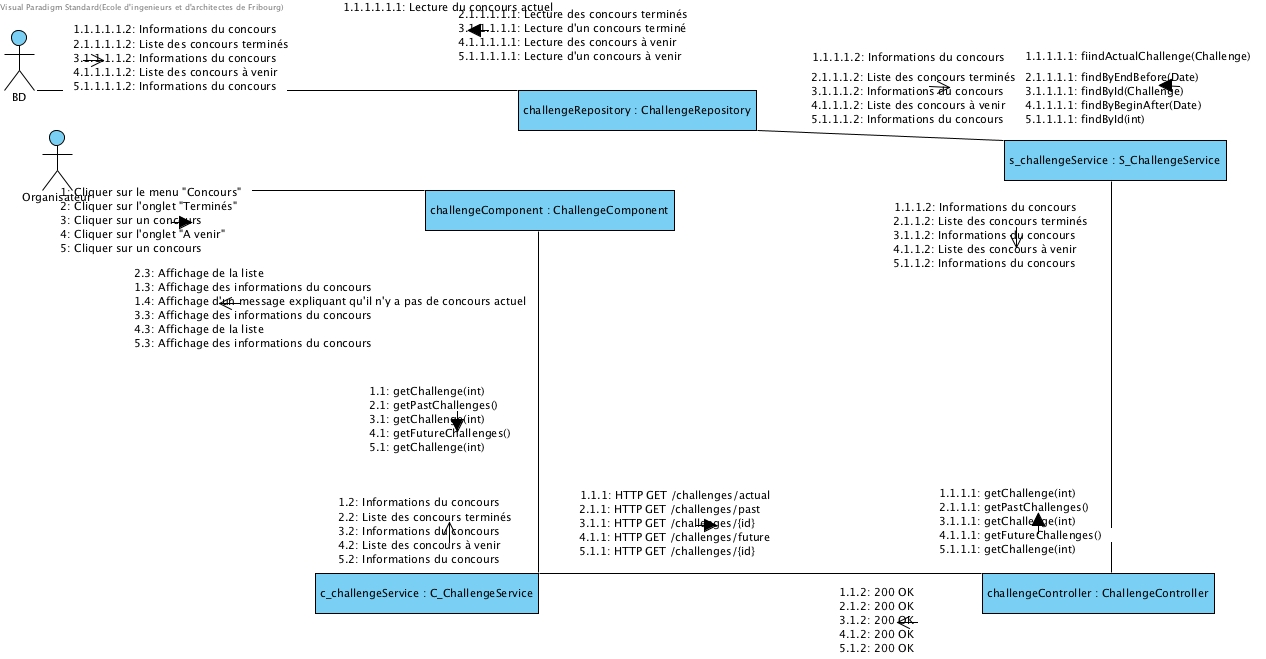 Visual Paradigm Standard(Ecole d'ingenieurs et d'architectes de Fribourg)
1.1.1.1.1.1: Lecture du concours actuel
2.1.1.1.1.1: Lecture des concours terminés
3.1.1.1.1.1: Lecture d'un concours terminé
4.1.1.1.1.1: Lecture des concours à venir
5.1.1.1.1.1: Lecture d'un concours à venir
1.1.1.1.1.2: Informations du concours
2.1.1.1.1.2: Liste des concours terminés
3.1.1.1.1.2: Informations du concours
4.1.1.1.1.2: Liste des concours à venir
5.1.1.1.1.2: Informations du concours
BD
1.1.1.1.2: Informations du concours
2.1.1.1.2: Liste des concours terminés
3.1.1.1.2: Informations du concours
4.1.1.1.2: Liste des concours à venir
5.1.1.1.2: Informations du concours
1.1.1.1.1: fiindActualChallenge(Challenge)
2.1.1.1.1: findByEndBefore(Date)
3.1.1.1.1: findById(Challenge)
4.1.1.1.1: findByBeginAfter(Date)
5.1.1.1.1: findById(int)
challengeRepository : ChallengeRepository
s_challengeService : S_ChallengeService
Organisateur
1: Cliquer sur le menu "Concours"
2: Cliquer sur l'onglet "Terminés"
3: Cliquer sur un concours
4: Cliquer sur l'onglet "A venir"
5: Cliquer sur un concours
challengeComponent : ChallengeComponent
1.1.1.2: Informations du concours
2.1.1.2: Liste des concours terminés
3.1.1.2: Informations du concours
4.1.1.2: Liste des concours à venir
5.1.1.2: Informations du concours
2.3: Affichage de la liste
1.3: Affichage des informations du concours
1.4: Affichage d'un message expliquant qu'il n'y a pas de concours actuel
3.3: Affichage des informations du concours
4.3: Affichage de la liste
5.3: Affichage des informations du concours
1.1: getChallenge(int)
2.1: getPastChallenges()
3.1: getChallenge(int)
4.1: getFutureChallenges()
5.1: getChallenge(int)
1.2: Informations du concours
2.2: Liste des concours terminés
3.2: Informations du concours
4.2: Liste des concours à venir
5.2: Informations du concours
1.1.1: HTTP GET /challenges/actual
2.1.1: HTTP GET /challenges/past
3.1.1: HTTP GET /challenges/{id}
4.1.1: HTTP GET /challenges/future
5.1.1: HTTP GET /challenges/{id}
1.1.1.1: getChallenge(int)
2.1.1.1: getPastChallenges()
3.1.1.1: getChallenge(int)
4.1.1.1: getFutureChallenges()
5.1.1.1: getChallenge(int)
c_challengeService : C_ChallengeService
challengeController : ChallengeController
1.1.2: 200 OK
2.1.2: 200 OK
3.1.2: 200 OK
4.1.2: 200 OK
5.1.2: 200 OK